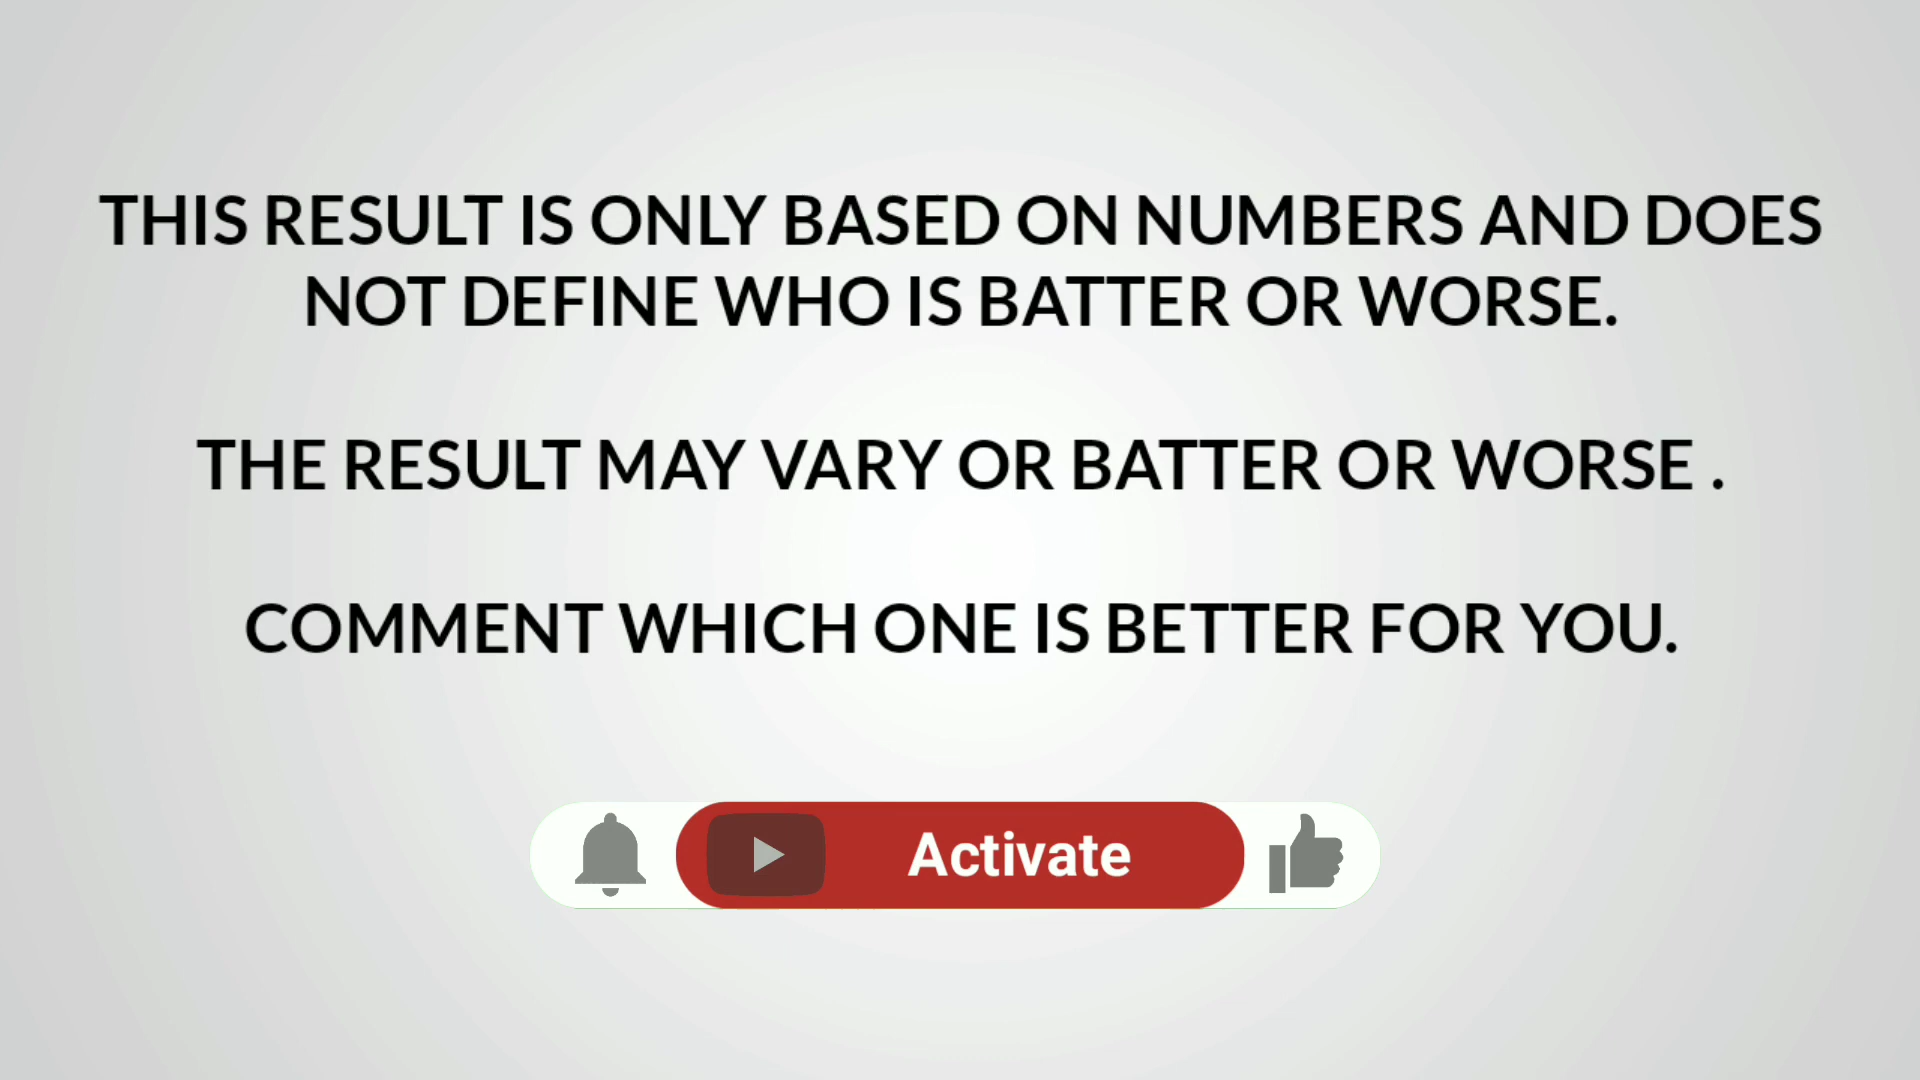 THIS RESULT IS ONLY BASED ON NUMBERS AND DOES
NOT DEFINE WHO IS BATTER OR WORSE.
THE RESULT MAY VARY OR BATTER OR WORSE .
COMMENT WHICH ONE IS BETTER FOR YOU.
Activate